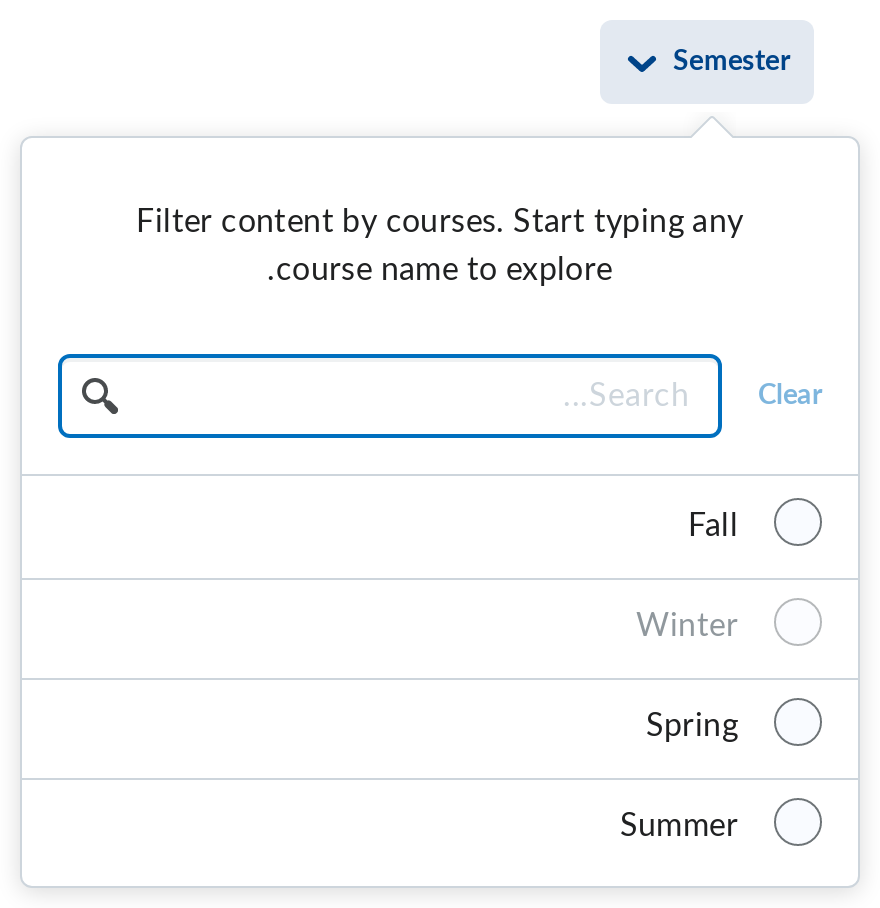 Semester
Filter content by courses. Start typing any
.course name to explore
...Search
Clear
Fall
Winter
Spring
Summer